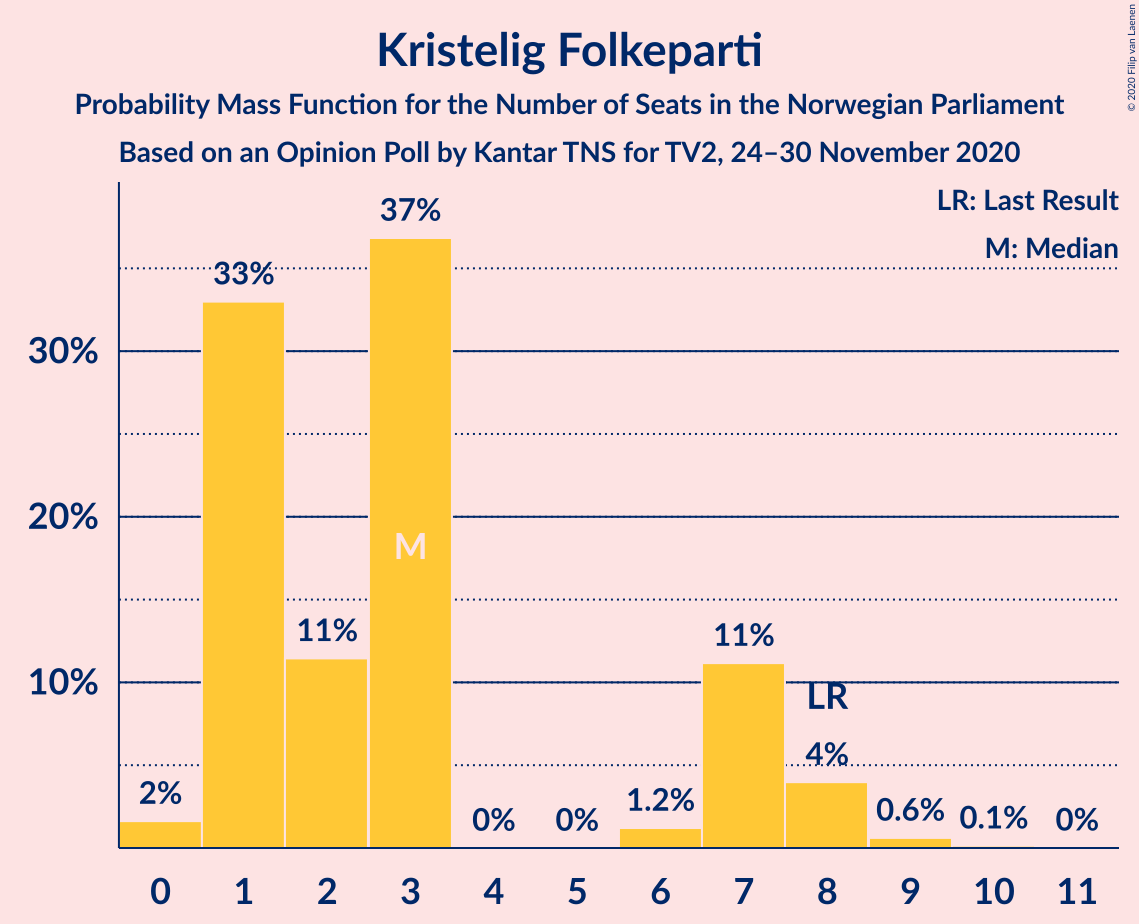 Kristelig Folkeparti
Probability Mass Function for the Number of Seats in the Norwegian Parliament
Based on an Opinion Poll by Kantar TNS for TV2, 24–30 November 2020
© 2020 Filip van Laenen
LR: Last Result
M: Median
37%
33%
30%
20%
M
11%
11%
10%
LR
4%
2%
1.2%
0%
0%
0.6%
0.1%
0%
0 1 2 3 4 5 6 7 8 9 10 11